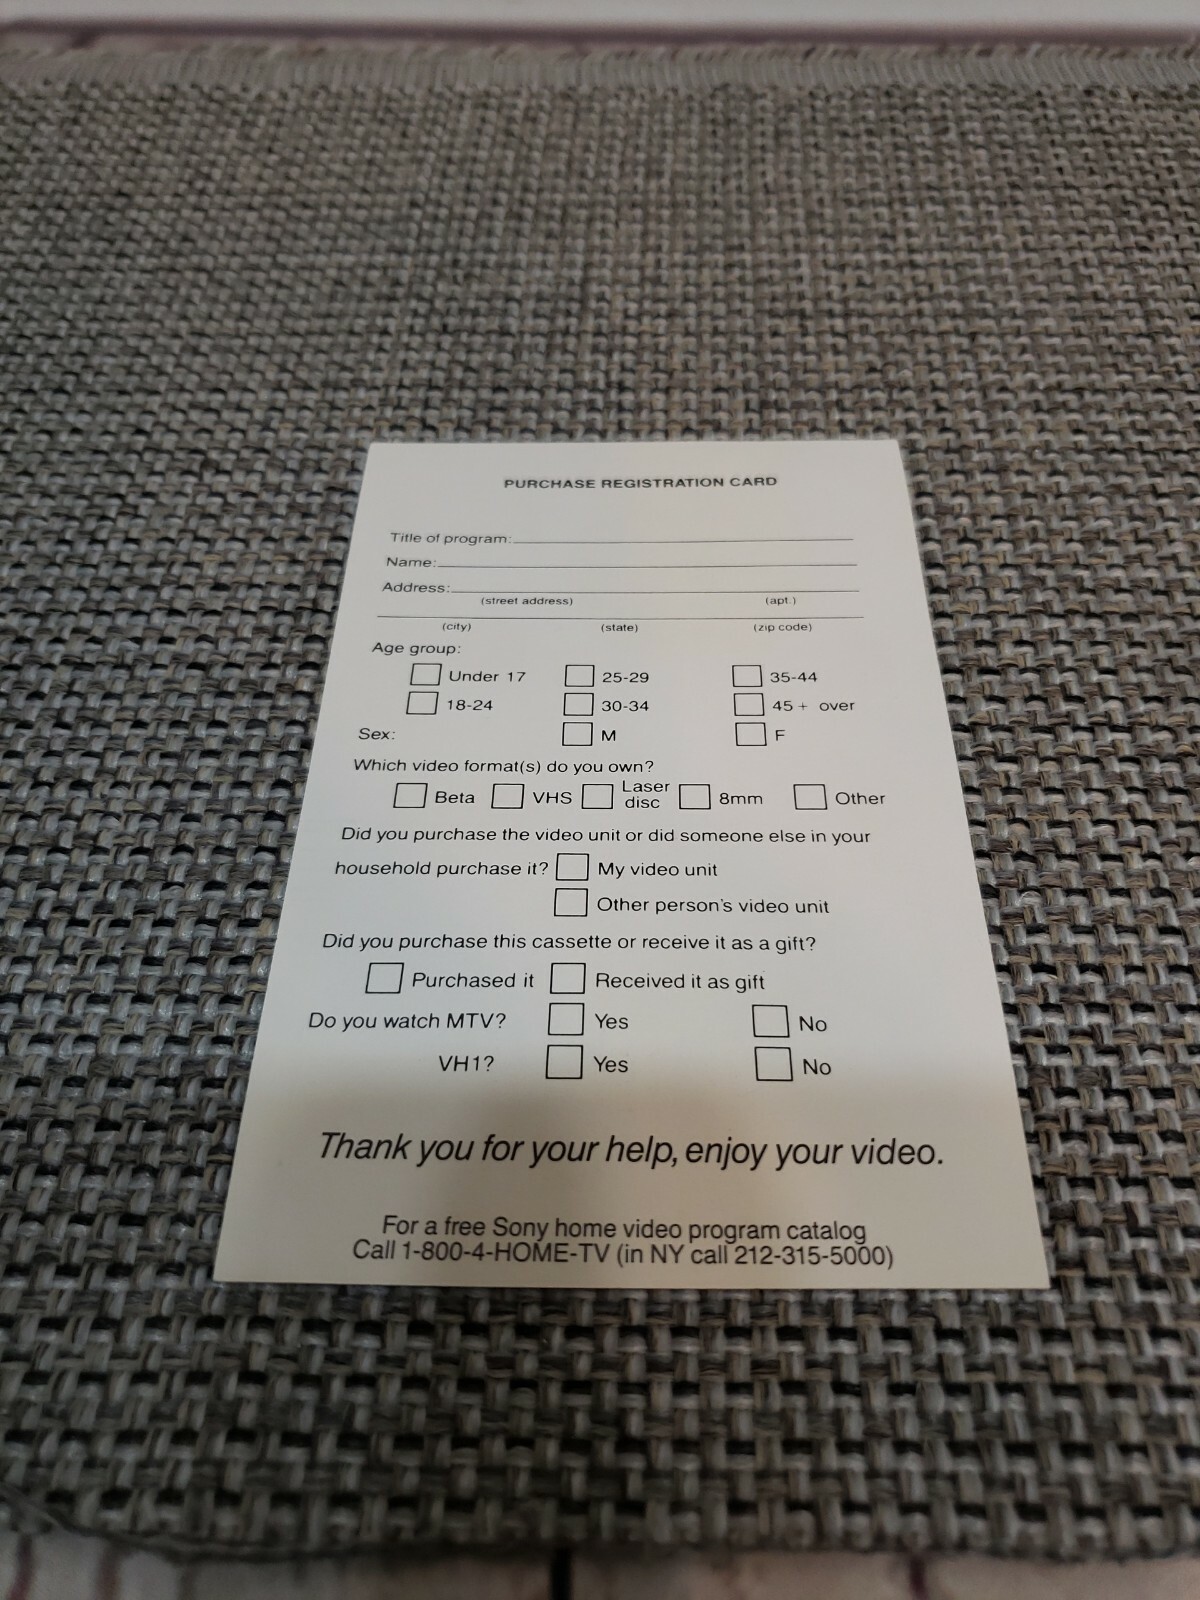 PURCHASE REGISTRATION CARD
Title of program:
Name:
Address:
(street address) (apt.)
(city) (state) (zip code)
Age group:
Under 17 25-29 35-44
18-24 30-34 45 + over
Sex: M F
Which video format(s) do you own?
Beta VHS Laser disc 8mm Other
Did you purchase the video unit or did someone else in your
household purchase it? My video unit
Other person's video unit
Did you purchase this cassette or receive it as a gift?
Purchased it Received it as gift
Do you watch MTV? Yes No
VH1? Yes No
Thank you for your help, enjoy your video.
For a free Sony home video program catalog
Call 1-800-4-HOME-TV (in NY call 212-315-5000)